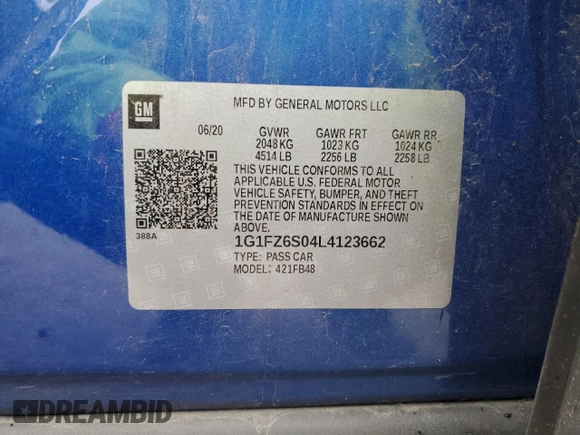 GM
MFD BY GENERAL MOTORS LLC
06/20 GVWR GAWR FRT GAWR RR
2048 KG 1023 KG 1024 KG
4514 LB 2256 LB 2258 LB
THIS VEHICLE CONFORMS TO ALL
APPLICABLE U.S. FEDERAL MOTOR
VEHICLE SAFETY, BUMPER, AND THEFT
PREVENTION STANDARDS IN EFFECT ON
THE DATE OF MANUFACTURE SHOWN
ABOVE.
388A
1G1FZ6S04L4123662
TYPE: PASS CAR
MODEL: 421FB48
DREAMBID